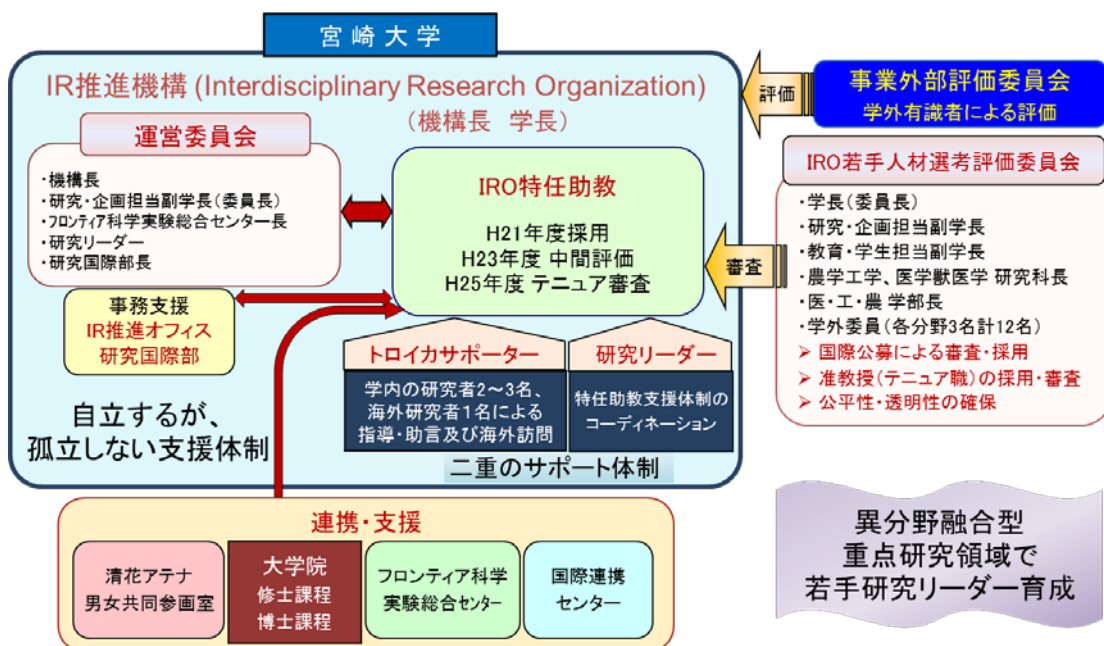 宮崎大学
IR推進機構 (Interdisciplinary Research Organization)
(機構長 学長)
運営委員会
・機構長
・研究・企画担当副学長(委員長)
・フロンティア科学実験総合センター長
・研究リーダー
・研究国際部長
IRO特任助教
H21年度採用
H23年度 中間評価
H25年度 テニュア審査
事務支援
IR推進オフィス
研究国際部
トロイカサポーター
学内の研究者2～3名、
海外研究者1名による
指導・助言及び海外訪問
研究リーダー
特任助教支援体制の
コーディネーション
自立するが、
孤立しない支援体制
二重のサポート体制
評価
事業外部評価委員会
学外有識者による評価
審査
IRO若手人材選考評価委員会
・学長(委員長)
・研究・企画担当副学長
・教育・学生担当副学長
・農学工学、医学獣医学 研究科長
・医・工・農 学部長
・学外委員(各分野3名計12名)
➢ 国際公募による審査・採用
➢ 准教授(テニュア職)の採用・審査
➢ 公平性・透明性の確保
連携・支援
清花アテナ
男女共同参画室
大学院
修士課程
博士課程
フロンティア科学
実験総合センター
国際連携
センター
異分野融合型
重点研究領域で
若手研究リーダー育成